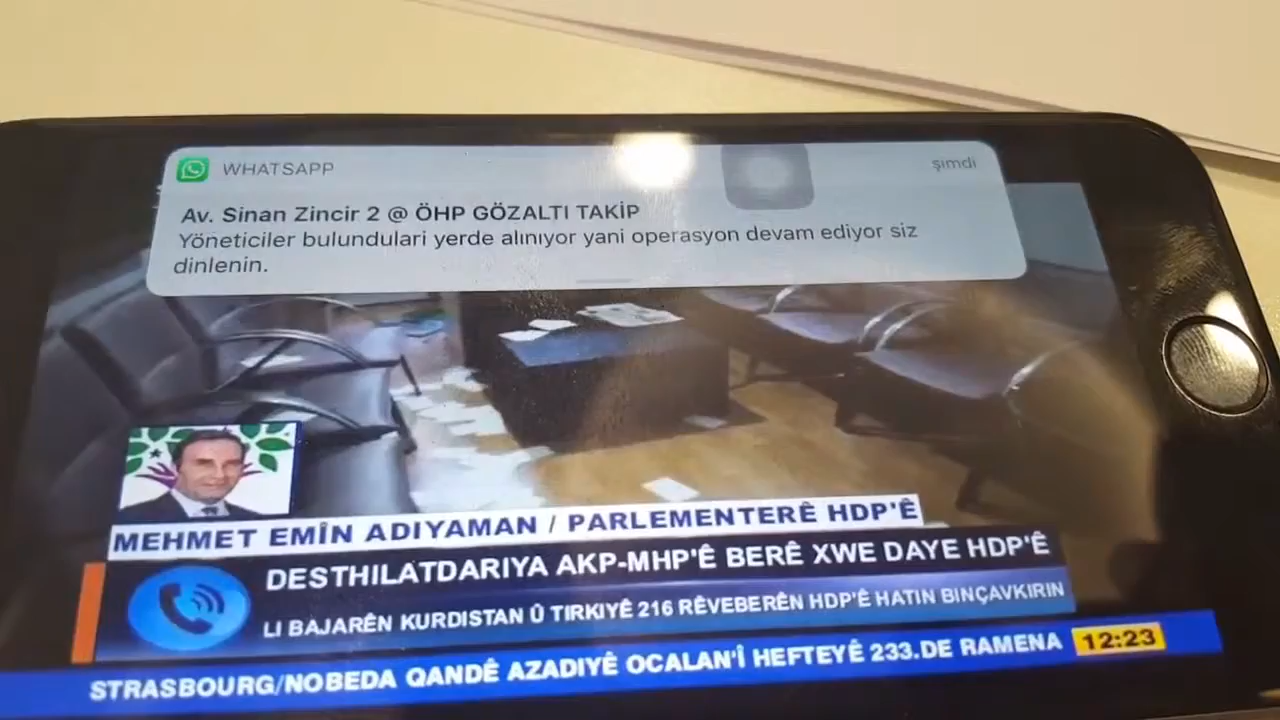 WHATSAPP
şimdi
Av. Sinan Zincir 2 @ ÖHP GÖZALTI TAKİP
Yöneticiler bulundulari yerde alınıyor yani operasyon devam ediyor siz
dinlenin.
MEHMET EMÎN ADIYAMAN / PARLEMENTERÊ HDP'Ê
DESTHILATDARIYA AKP-MHP'Ê BERÊ XWE DAYE HDP'Ê
LI BAJARÊN KURDISTAN Û TIRKIYÊ 216 RÊVEBERÊN HDP'Ê HATIN BINÇAVKIRIN
STRASBOURG/NOBEDA QANDÊ AZADIYÊ OCALAN'Î HEFTEYÊ 233.DE RAMENA
12:23